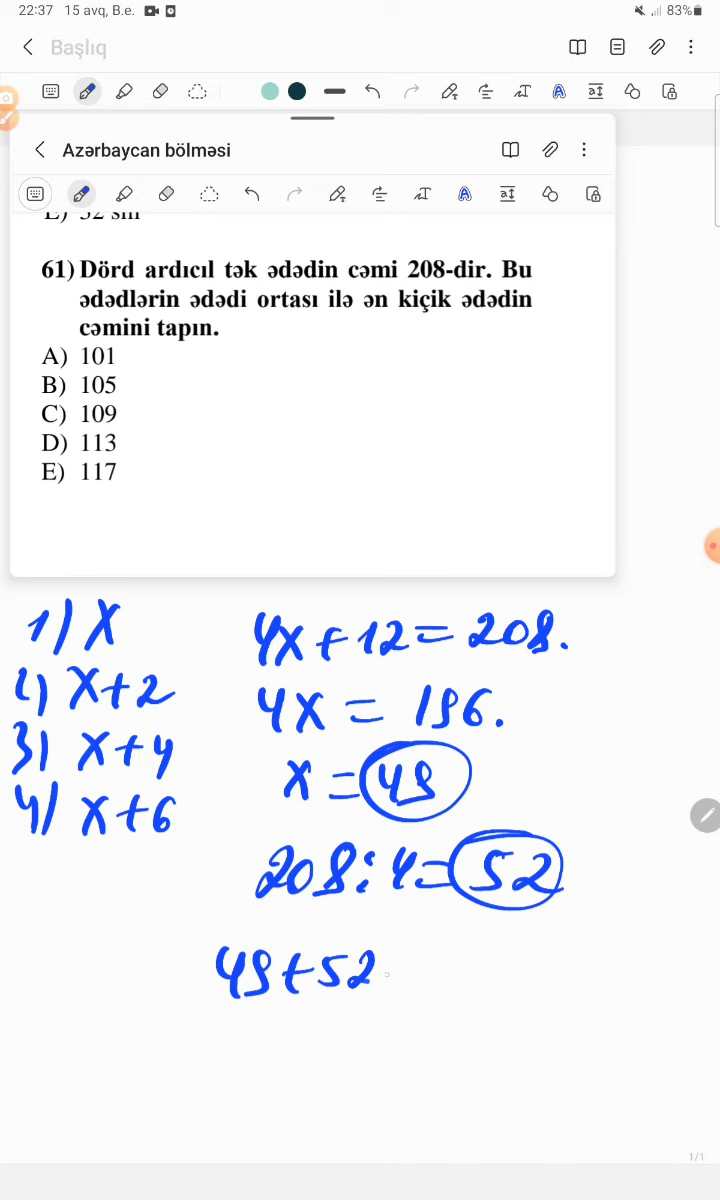 22:37 15 avq, B.e. 83%
Başlıq
Azərbaycan bölməsi
E) 52 sin
61) Dörd ardıcıl tək ədədin cəmi 208-dir. Bu
ədədlərin ədədi ortası ilə ən kiçik ədədin
cəmini tapın.
A) 101
B) 105
C) 109
D) 113
E) 117
1) x
2) x+2
3) x+4
4) x+6
4x+12=208.
4x=196.
x=49
208:4=52
49+52
1/1